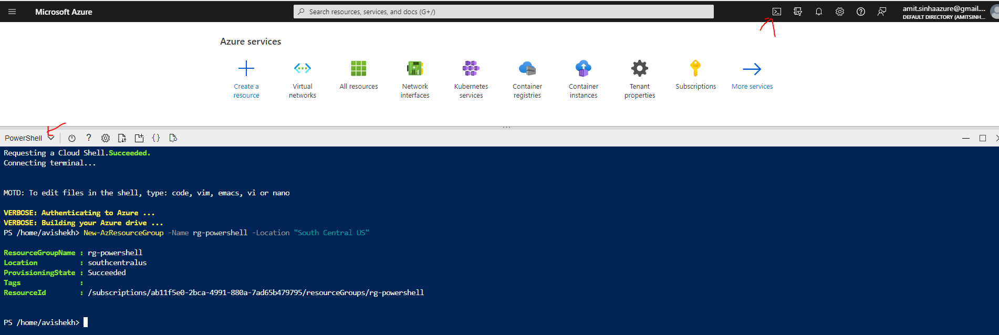 Microsoft Azure
Search resources, services, and docs (G+/)
amit.sinhaazure@gmail....
DEFAULT DIRECTORY (AMITSINH...
Azure services
Create a
resource
Virtual
networks
All resources
Network
interfaces
Kubernetes
services
Container
registries
Container
instances
Tenant
properties
Subscriptions
More services
PowerShell
Requesting a Cloud Shell.Succeeded.
Connecting terminal...
MOTD: To edit files in the shell, type: code, vim, emacs, vi or nano
VERBOSE: Authenticating to Azure ...
VERBOSE: Building your Azure drive ...
PS /home/avishekh> New-AzResourceGroup -Name rg-powershell -Location "South Central US"
ResourceGroupName : rg-powershell
Location : southcentralus
ProvisioningState : Succeeded
Tags :
ResourceId : /subscriptions/ab11f5e0-2bca-4991-880a-7ad65b479795/resourceGroups/rg-powershell
PS /home/avishekh>